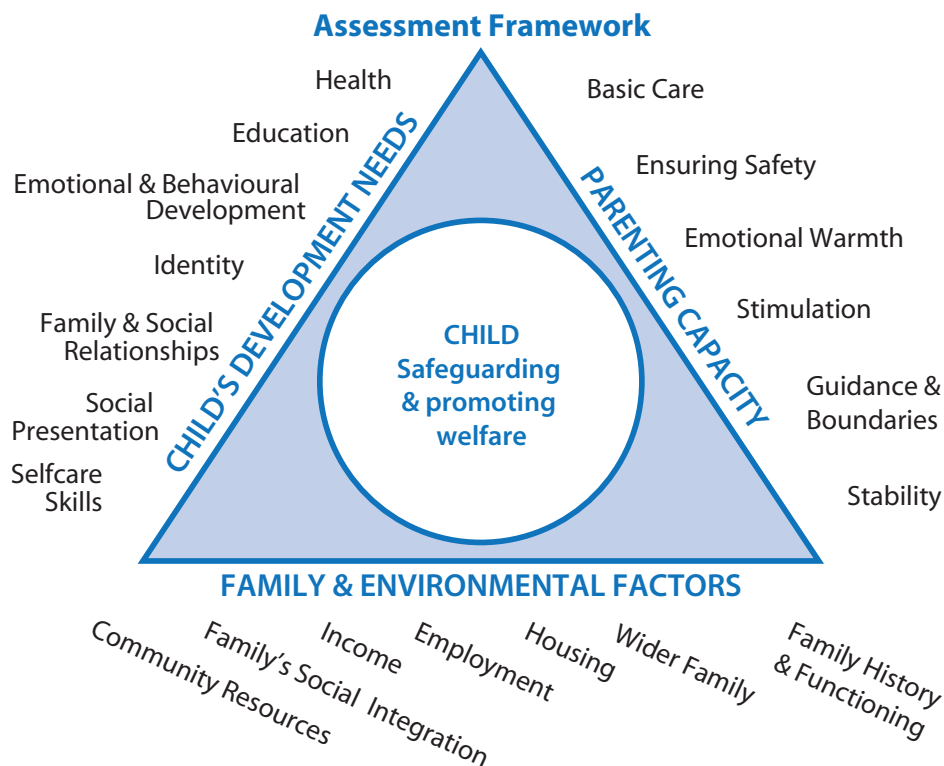 Assessment Framework
Health
Education
Emotional & Behavioural
Development
Identity
Family & Social
Relationships
Social
Presentation
Selfcare
Skills
CHILD'S DEVELOPMENT NEEDS
CHILD
Safeguarding
& promoting
welfare
PARENTING CAPACITY
Basic Care
Ensuring Safety
Emotional Warmth
Stimulation
Guidance &
Boundaries
Stability
FAMILY & ENVIRONMENTAL FACTORS
Community Resources
Family's Social Integration
Income
Employment
Housing
Wider Family
Family History
& Functioning